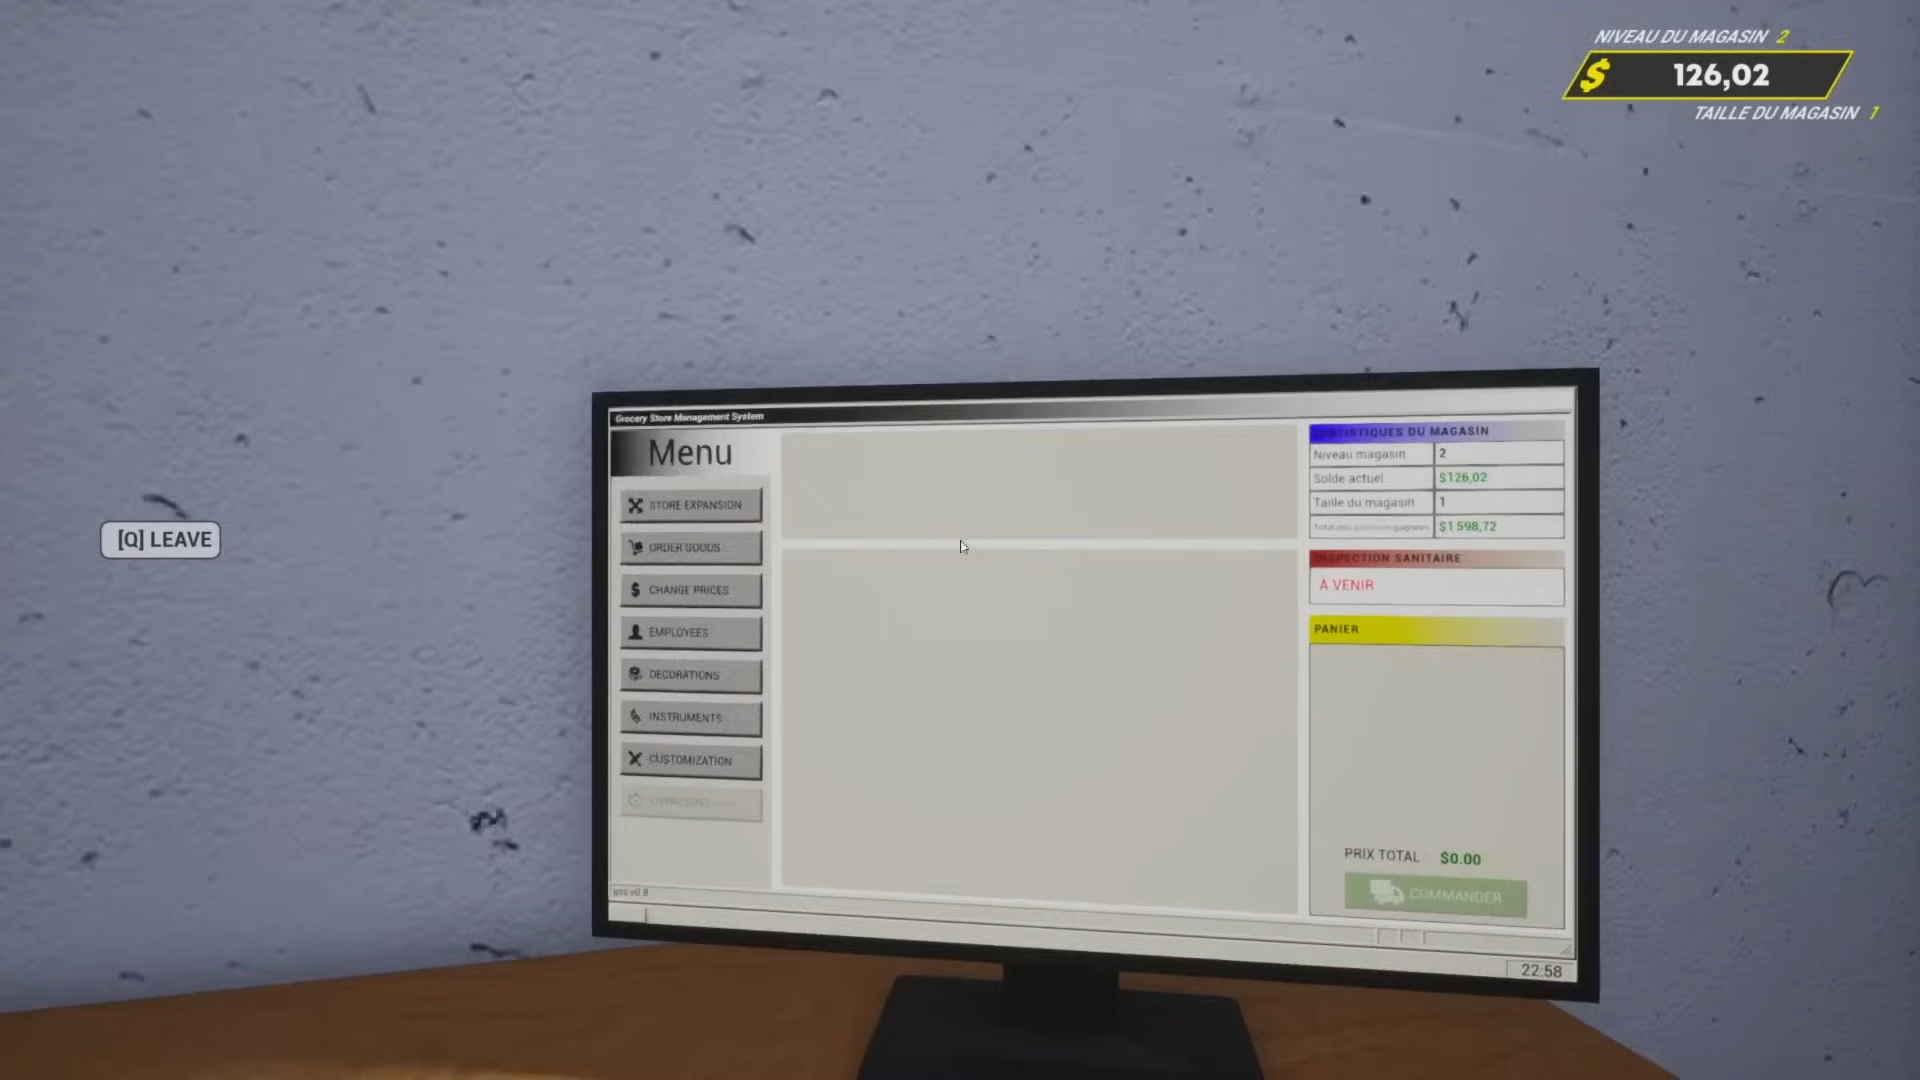 NIVEAU DU MAGASIN 2
$ 126,02
TAILLE DU MAGASIN 1
[Q] LEAVE
Grocery Store Management System
Menu
STORE EXPANSION
ORDER GOODS
CHANGE PRICES
EMPLOYEES
DECORATIONS
INSTRUMENTS
CUSTOMIZATION
STATISTIQUES DU MAGASIN
Niveau magasin 2
Solde actuel $126,02
Taille du magasin 1
$1 598,72
INSPECTION SANITAIRE
À VENIR
PANIER
PRIX TOTAL $0.00
COMMANDER
22:58